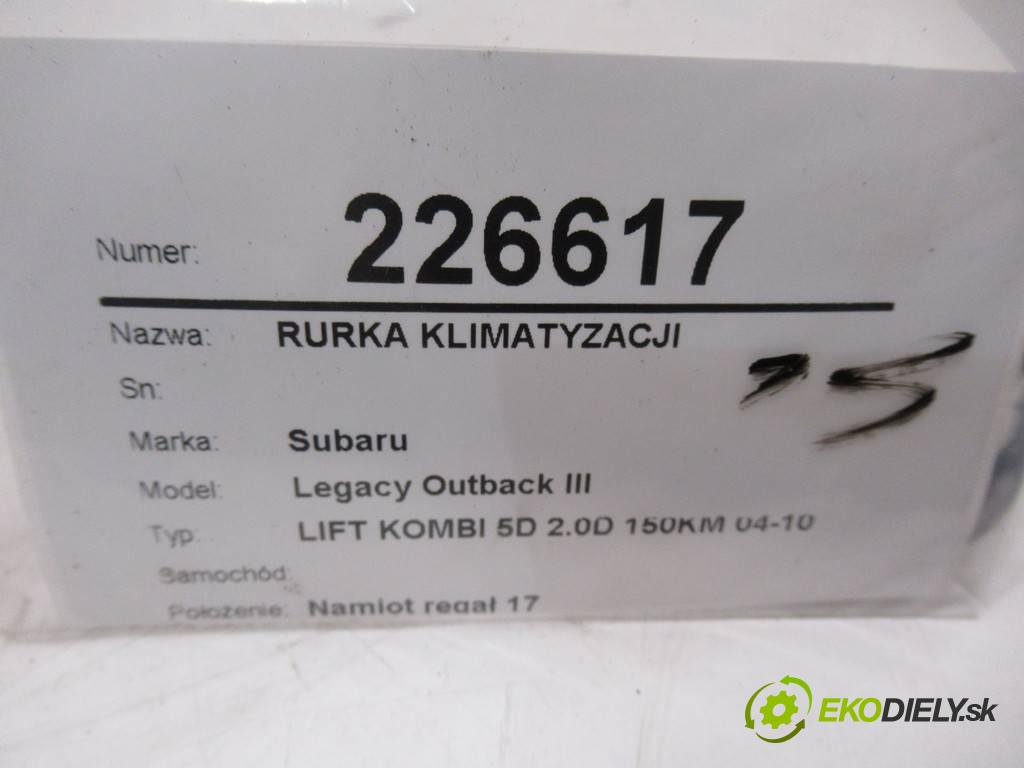 Numer: 226617
Nazwa: RURKA KLIMATYZACJI
Sn:
Marka: Subaru
Model: Legacy Outback III
Typ: LIFT KOMBI 5D 2.0D 150KM 04-10
Samochód:
Położenie: Namiot regał 17
EKODIELY.sk